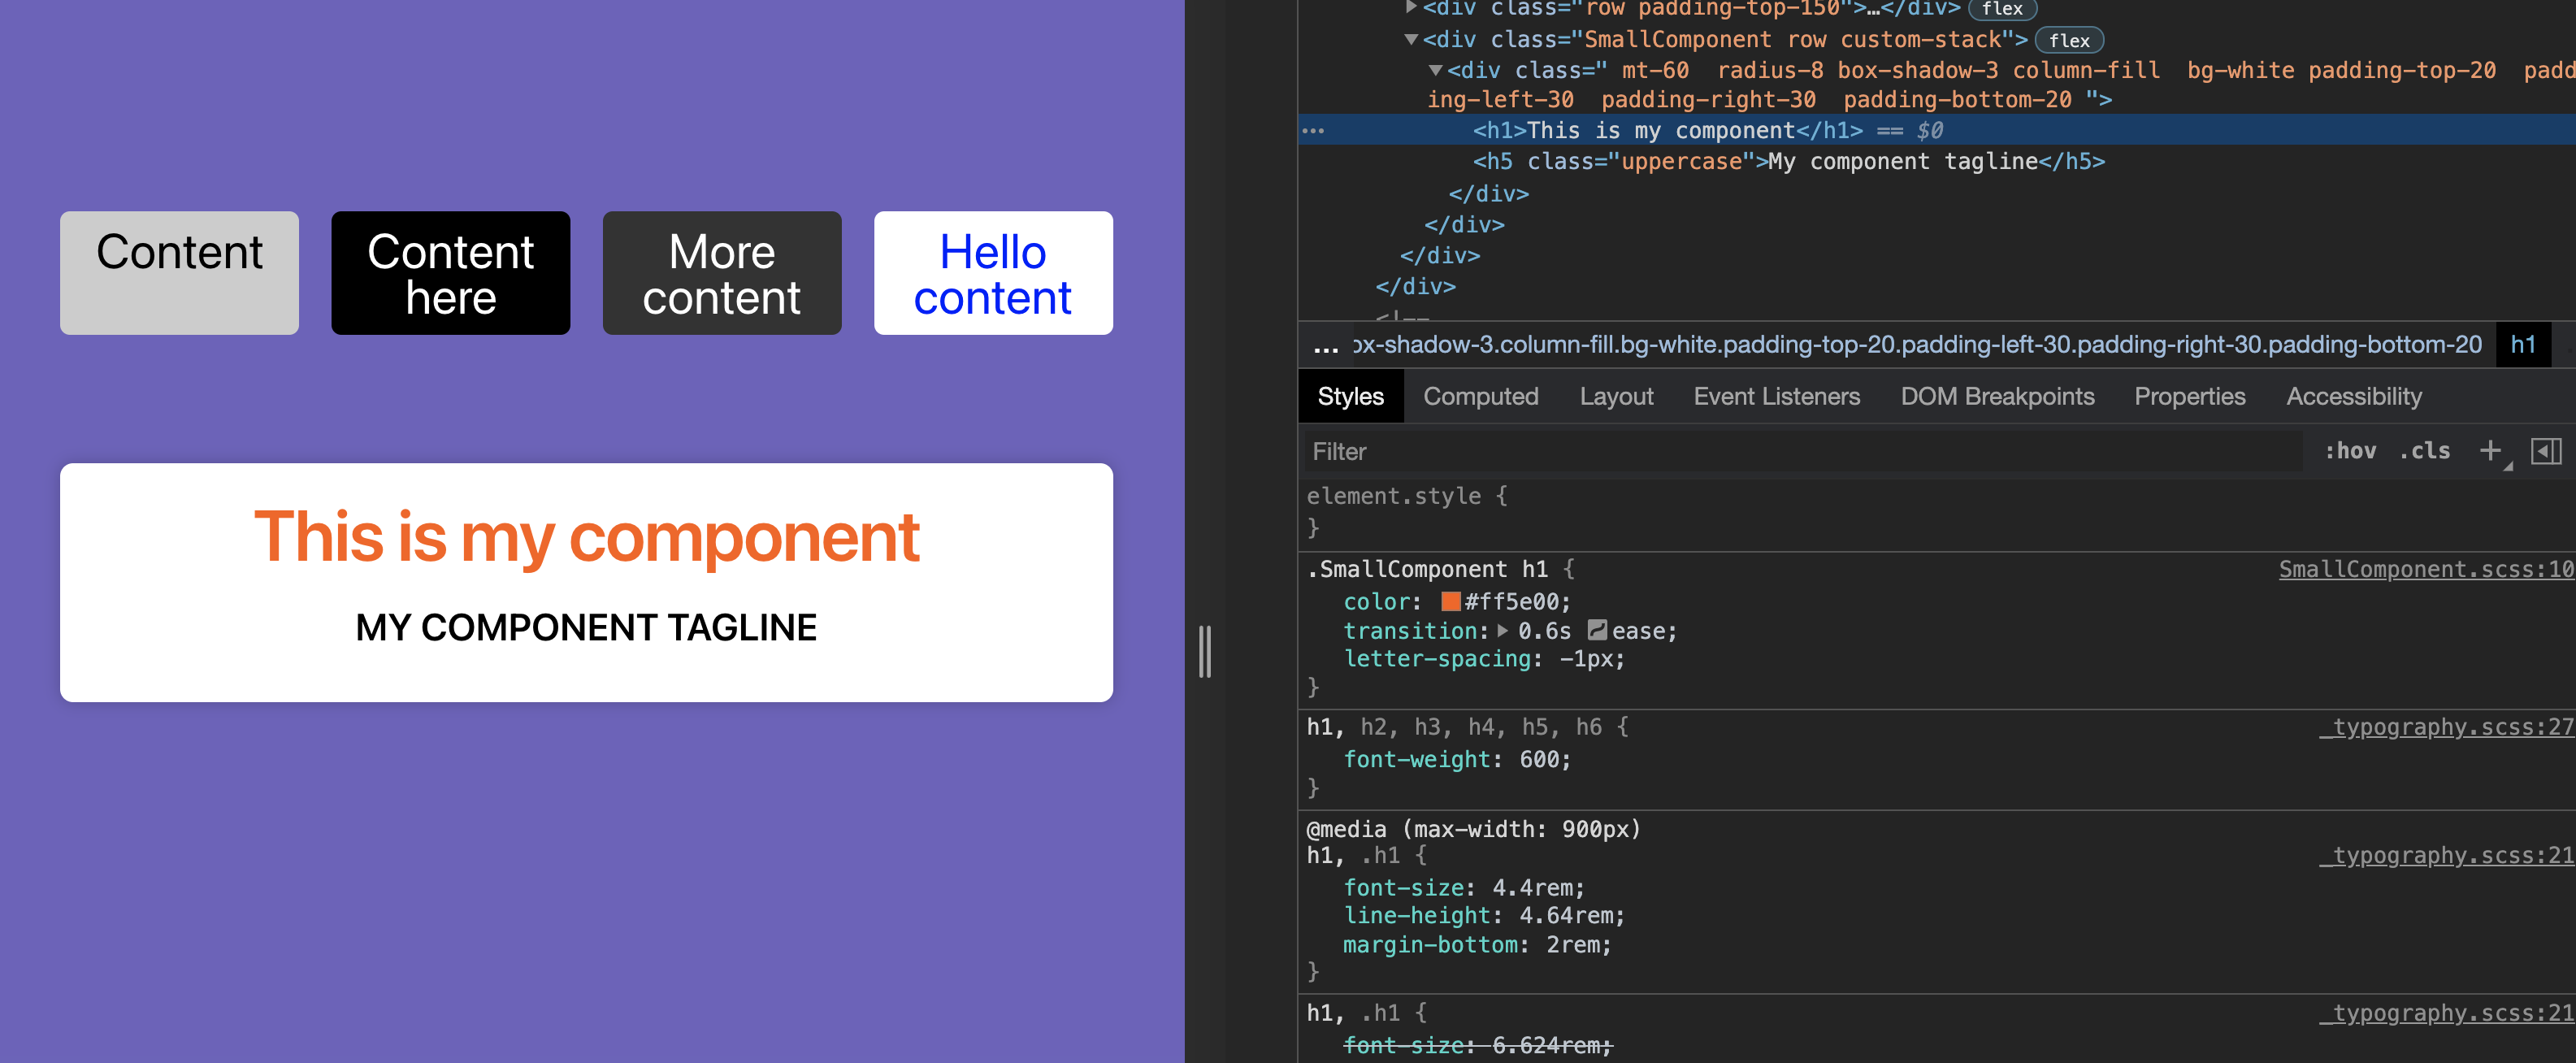 Content
Content
here
More
content
Hello
content
This is my component
MY COMPONENT TAGLINE
<div class="row padding-top-150">…</div> flex
<div class="SmallComponent row custom-stack"> flex
<div class=" mt-60  radius-8 box-shadow-3 column-fill  bg-white padding-top-20  padd
ing-left-30  padding-right-30  padding-bottom-20 ">
... <h1>This is my component</h1> == $0
<h5 class="uppercase">My component tagline</h5>
</div>
</div>
</div>
</div>
<!--
... ox-shadow-3.column-fill.bg-white.padding-top-20.padding-left-30.padding-right-30.padding-bottom-20 h1
Styles Computed Layout Event Listeners DOM Breakpoints Properties Accessibility
Filter :hov .cls +
element.style {
}
.SmallComponent h1 { SmallComponent.scss:10
color: #ff5e00;
transition: 0.6s ease;
letter-spacing: -1px;
}
h1, h2, h3, h4, h5, h6 { _typography.scss:27
font-weight: 600;
}
@media (max-width: 900px)
h1, .h1 { _typography.scss:21
font-size: 4.4rem;
line-height: 4.64rem;
margin-bottom: 2rem;
}
h1, .h1 { _typography.scss:21
font-size: 6.624rem;